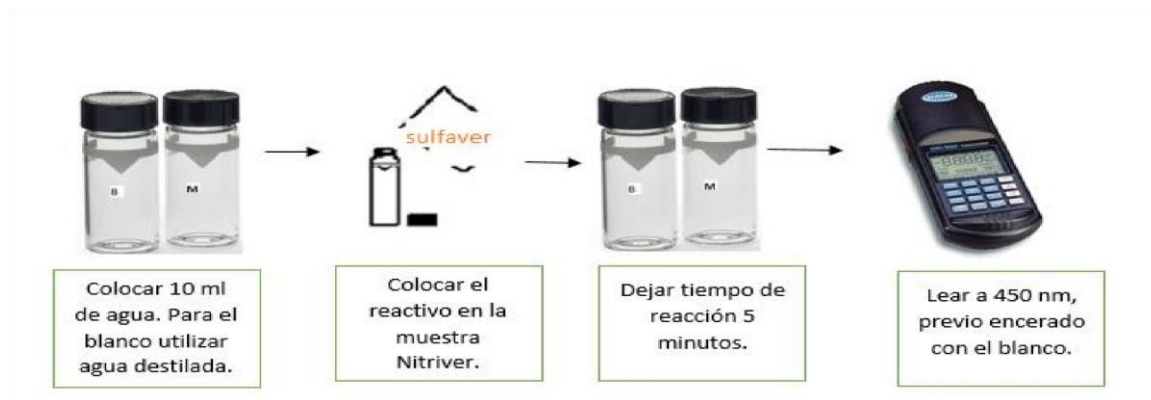 sulfaver
B
M
B
M
HACH
Colocar 10 ml
de agua. Para el
blanco utilizar
agua destilada.
Colocar el
reactivo en la
muestra
Nitriver.
Dejar tiempo de
reacción 5
minutos.
Lear a 450 nm,
previo encerado
con el blanco.